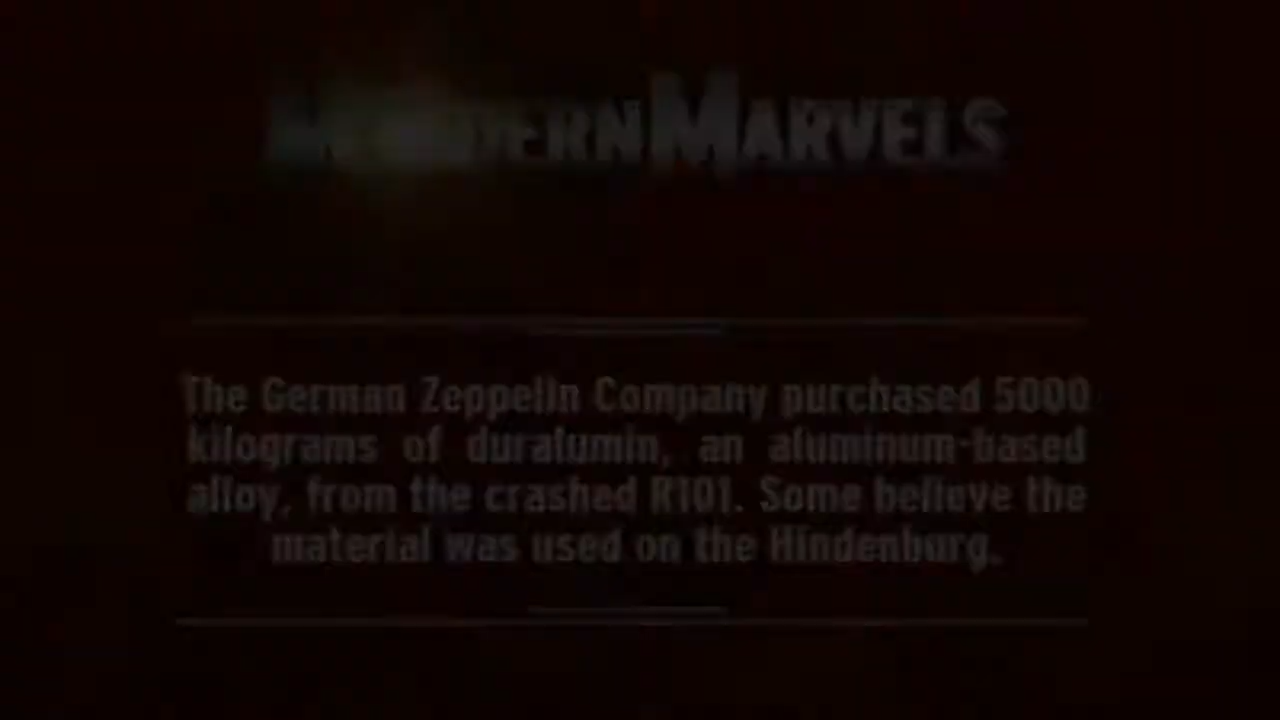 MODERN MARVELS
The German Zeppelin Company purchased 5000
kilograms of duralumin, an aluminum-based
alloy, from the crashed R101. Some believe the
material was used on the Hindenburg.